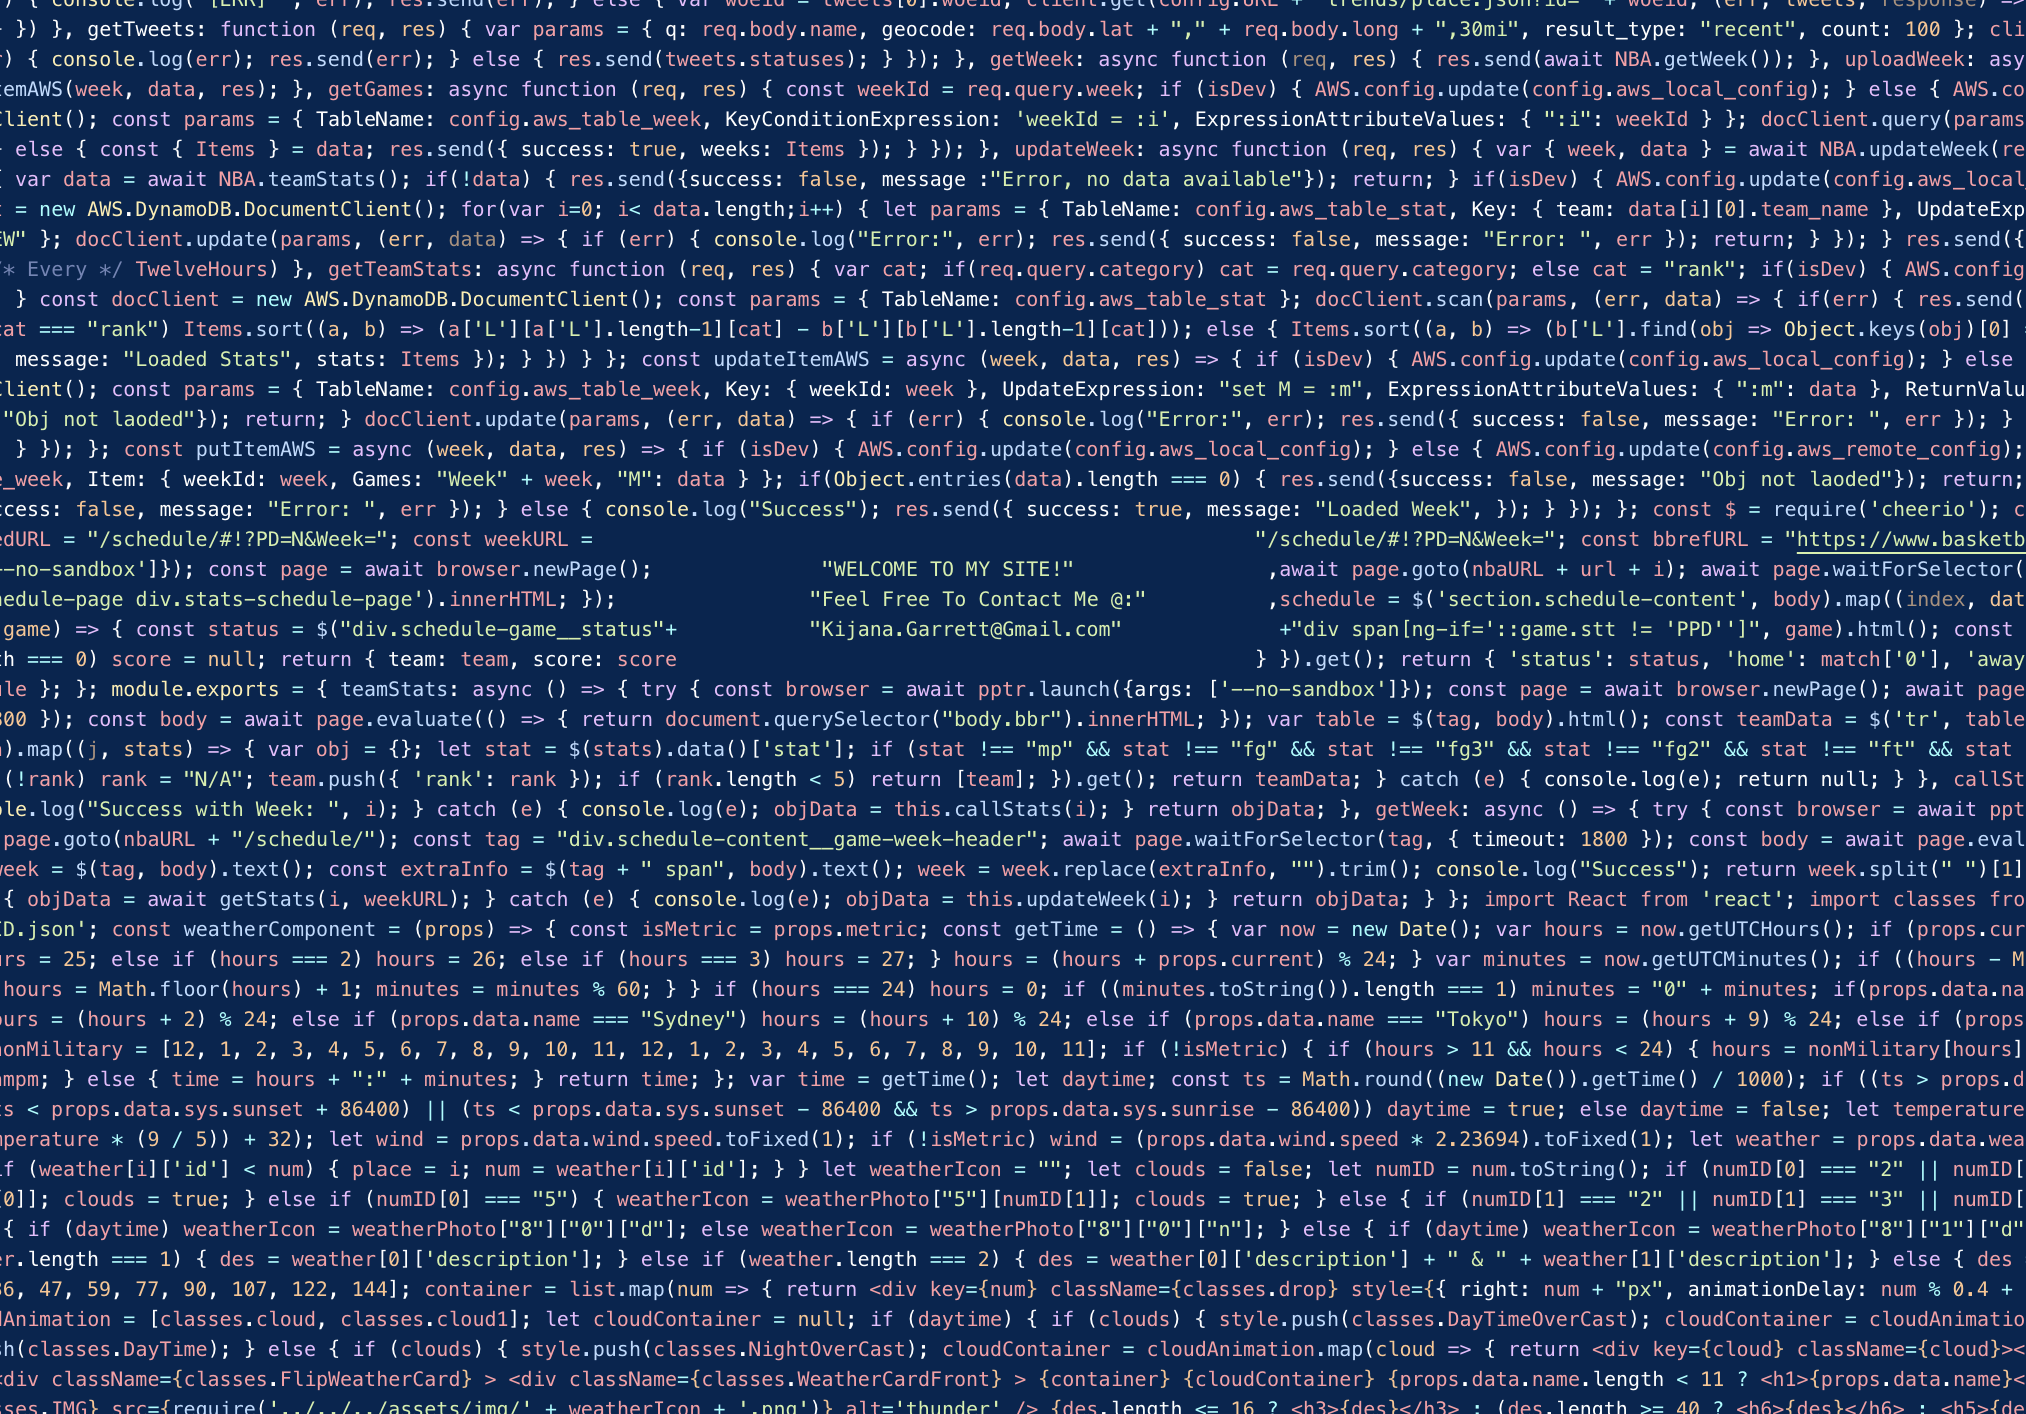 { console.log("[ERR]", err); res.send(err); } else { var woeid = tweets[0].woeid; client.get(config.URL + "trends/place.json?id=" + woeid, (err, tweets, response) =>
}) }, getTweets: function (req, res) { var params = { q: req.body.name, geocode: req.body.lat + "," + req.body.long + ",30mi", result_type: "recent", count: 100 }; cli
r) { console.log(err); res.send(err); } else { res.send(tweets.statuses); } }); }, getWeek: async function (req, res) { res.send(await NBA.getWeek()); }, uploadWeek: asy
temAWS(week, data, res); }, getGames: async function (req, res) { const weekId = req.query.week; if (isDev) { AWS.config.update(config.aws_local_config); } else { AWS.co
Client(); const params = { TableName: config.aws_table_week, KeyConditionExpression: 'weekId = :i', ExpressionAttributeValues: { ":i": weekId } }; docClient.query(params
else { const { Items } = data; res.send({ success: true, weeks: Items }); } }); }, updateWeek: async function (req, res) { var { week, data } = await NBA.updateWeek(re
{ var data = await NBA.teamStats(); if(!data) { res.send({success: false, message :"Error, no data available"}); return; } if(isDev) { AWS.config.update(config.aws_local
t = new AWS.DynamoDB.DocumentClient(); for(var i=0; i< data.length;i++) { let params = { TableName: config.aws_table_stat, Key: { team: data[i][0].team_name }, UpdateExp
EW" }; docClient.update(params, (err, data) => { if (err) { console.log("Error:", err); res.send({ success: false, message: "Error: ", err }); return; } }); } res.send({
/* Every */ TwelveHours) }, getTeamStats: async function (req, res) { var cat; if(req.query.category) cat = req.query.category; else cat = "rank"; if(isDev) { AWS.config
} const docClient = new AWS.DynamoDB.DocumentClient(); const params = { TableName: config.aws_table_stat }; docClient.scan(params, (err, data) => { if(err) { res.send(
cat === "rank") Items.sort((a, b) => (a['L'][a['L'].length-1][cat] - b['L'][b['L'].length-1][cat])); else { Items.sort((a, b) => (b['L'].find(obj => Object.keys(obj)[0] =
message: "Loaded Stats", stats: Items }); } }) } }; const updateItemAWS = async (week, data, res) => { if (isDev) { AWS.config.update(config.aws_local_config); } else
Client(); const params = { TableName: config.aws_table_week, Key: { weekId: week }, UpdateExpression: "set M = :m", ExpressionAttributeValues: { ":m": data }, ReturnValu
"Obj not laoded"}); return; } docClient.update(params, (err, data) => { if (err) { console.log("Error:", err); res.send({ success: false, message: "Error: ", err }); }
} }); }; const putItemAWS = async (week, data, res) => { if (isDev) { AWS.config.update(config.aws_local_config); } else { AWS.config.update(config.aws_remote_config);
e_week, Item: { weekId: week, Games: "Week" + week, "M": data } }; if(Object.entries(data).length === 0) { res.send({success: false, message: "Obj not laoded"}); return;
ccess: false, message: "Error: ", err }); } else { console.log("Success"); res.send({ success: true, message: "Loaded Week", }); } }); }; const $ = require('cheerio'); c
edURL = "/schedule/#!?PD=N&Week="; const weekURL = "/schedule/#!?PD=N&Week="; const bbrefURL = "https://www.basketb
--no-sandbox']}); const page = await browser.newPage(); "WELCOME TO MY SITE!" ,await page.goto(nbaURL + url + i); await page.waitForSelector(
hedule-page div.stats-schedule-page').innerHTML; }); "Feel Free To Contact Me @:" ,schedule = $('section.schedule-content', body).map((index, dat
game) => { const status = $("div.schedule-game__status"+ "Kijana.Garrett@Gmail.com" +"div span[ng-if='::game.stt != 'PPD'']", game).html(); const
h === 0) score = null; return { team: team, score: score } }).get(); return { 'status': status, 'home': match['0'], 'away
le }; }; module.exports = { teamStats: async () => { try { const browser = await pptr.launch({args: ['--no-sandbox']}); const page = await browser.newPage(); await page
800 }); const body = await page.evaluate(() => { return document.querySelector("body.bbr").innerHTML; }); var table = $(tag, body).html(); const teamData = $('tr', table
).map((j, stats) => { var obj = {}; let stat = $(stats).data()['stat']; if (stat !== "mp" && stat !== "fg" && stat !== "fg3" && stat !== "fg2" && stat !== "ft" && stat
(!rank) rank = "N/A"; team.push({ 'rank': rank }); if (rank.length < 5) return [team]; }).get(); return teamData; } catch (e) { console.log(e); return null; } }, callSt
ole.log("Success with Week: ", i); } catch (e) { console.log(e); objData = this.callStats(i); } return objData; }, getWeek: async () => { try { const browser = await ppt
page.goto(nbaURL + "/schedule/"); const tag = "div.schedule-content__game-week-header"; await page.waitForSelector(tag, { timeout: 1800 }); const body = await page.eval
week = $(tag, body).text(); const extraInfo = $(tag + " span", body).text(); week = week.replace(extraInfo, "").trim(); console.log("Success"); return week.split(" ")[1]
{ objData = await getStats(i, weekURL); } catch (e) { console.log(e); objData = this.updateWeek(i); } return objData; } }; import React from 'react'; import classes fro
ID.json'; const weatherComponent = (props) => { const isMetric = props.metric; const getTime = () => { var now = new Date(); var hours = now.getUTCHours(); if (props.cur
urs = 25; else if (hours === 2) hours = 26; else if (hours === 3) hours = 27; } hours = (hours + props.current) % 24; } var minutes = now.getUTCMinutes(); if ((hours - M
hours = Math.floor(hours) + 1; minutes = minutes % 60; } } if (hours === 24) hours = 0; if ((minutes.toString()).length === 1) minutes = "0" + minutes; if(props.data.na
ours = (hours + 2) % 24; else if (props.data.name === "Sydney") hours = (hours + 10) % 24; else if (props.data.name === "Tokyo") hours = (hours + 9) % 24; else if (props
nonMilitary = [12, 1, 2, 3, 4, 5, 6, 7, 8, 9, 10, 11, 12, 1, 2, 3, 4, 5, 6, 7, 8, 9, 10, 11]; if (!isMetric) { if (hours > 11 && hours < 24) { hours = nonMilitary[hours]
ampm; } else { time = hours + ":" + minutes; } return time; }; var time = getTime(); let daytime; const ts = Math.round((new Date()).getTime() / 1000); if ((ts > props.d
ts < props.data.sys.sunset + 86400) || (ts < props.data.sys.sunset - 86400 && ts > props.data.sys.sunrise - 86400)) daytime = true; else daytime = false; let temperature
mperature * (9 / 5)) + 32); let wind = props.data.wind.speed.toFixed(1); if (!isMetric) wind = (props.data.wind.speed * 2.23694).toFixed(1); let weather = props.data.wea
if (weather[i]['id'] < num) { place = i; num = weather[i]['id']; } } let weatherIcon = ""; let clouds = false; let numID = num.toString(); if (numID[0] === "2" || numID[
[0]]; clouds = true; } else if (numID[0] === "5") { weatherIcon = weatherPhoto["5"][numID[1]]; clouds = true; } else { if (numID[1] === "2" || numID[1] === "3" || numID[
{ if (daytime) weatherIcon = weatherPhoto["8"]["0"]["d"]; else weatherIcon = weatherPhoto["8"]["0"]["n"]; } else { if (daytime) weatherIcon = weatherPhoto["8"]["1"]["d"
er.length === 1) { des = weather[0]['description']; } else if (weather.length === 2) { des = weather[0]['description'] + " & " + weather[1]['description']; } else { des
36, 47, 59, 77, 90, 107, 122, 144]; container = list.map(num => { return <div key={num} className={classes.drop} style={{ right: num + "px", animationDelay: num % 0.4 +
dAnimation = [classes.cloud, classes.cloud1]; let cloudContainer = null; if (daytime) { if (clouds) { style.push(classes.DayTimeOverCast); cloudContainer = cloudAnimatio
sh(classes.DayTime); } else { if (clouds) { style.push(classes.NightOverCast); cloudContainer = cloudAnimation.map(cloud => { return <div key={cloud} className={cloud}><
<div className={classes.FlipWeatherCard} > <div className={classes.WeatherCardFront} > {container} {cloudContainer} {props.data.name.length < 11 ? <h1>{props.data.name}<
sses.IMG} src={require('../../../assets/img/' + weatherIcon + '.png')} alt='thunder' /> {des.length <= 16 ? <h3>{des}</h3> : (des.length >= 40 ? <h6>{des}</h6> : <h5>{de